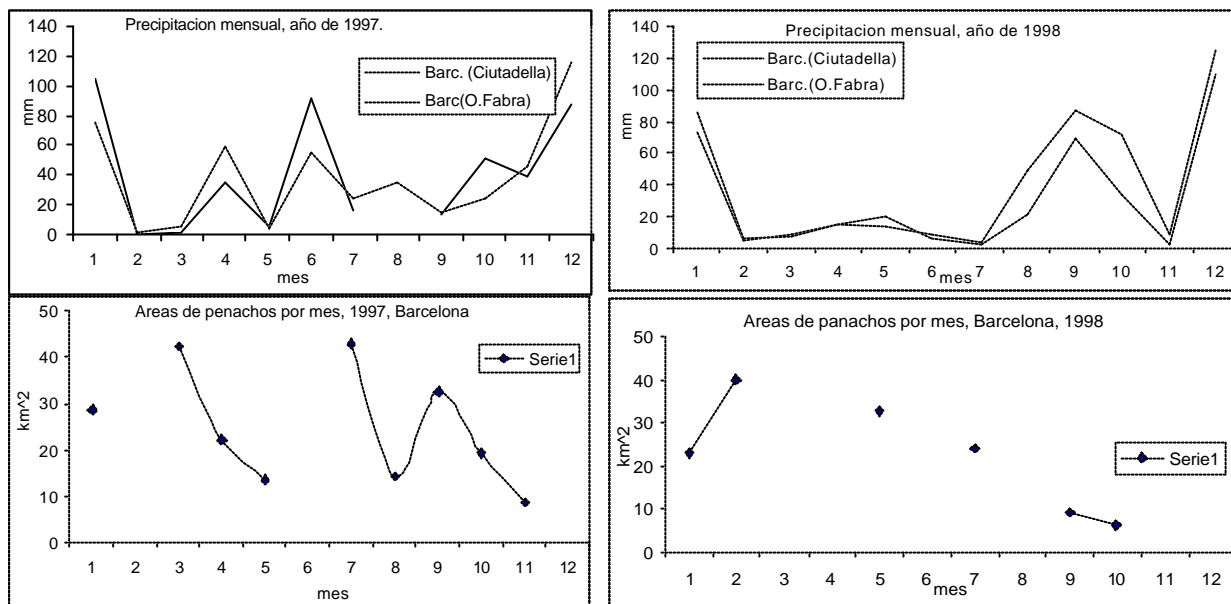 Precipitacion mensual, año de 1997.
140
120
100
80
60
40
20
0
mm
Barc. (Ciutadella)
Barc(O.Fabra)
1 2 3 4 5 6 7 8 9 10 11 12
mes
Precipitacion mensual, año de 1998
140
120
100
80
60
40
20
0
mm
Barc.(Ciutadella)
Barc.(O.Fabra)
1 2 3 4 5 6 7 8 9 10 11 12
mes
Areas de penachos por mes, 1997, Barcelona
50
40
30
20
10
0
km^2
Serie1
1 2 3 4 5 6 7 8 9 10 11 12
mes
Areas de panachos por mes, Barcelona, 1998
50
40
30
20
10
0
km^2
Serie1
1 2 3 4 5 6 7 8 9 10 11 12
mes